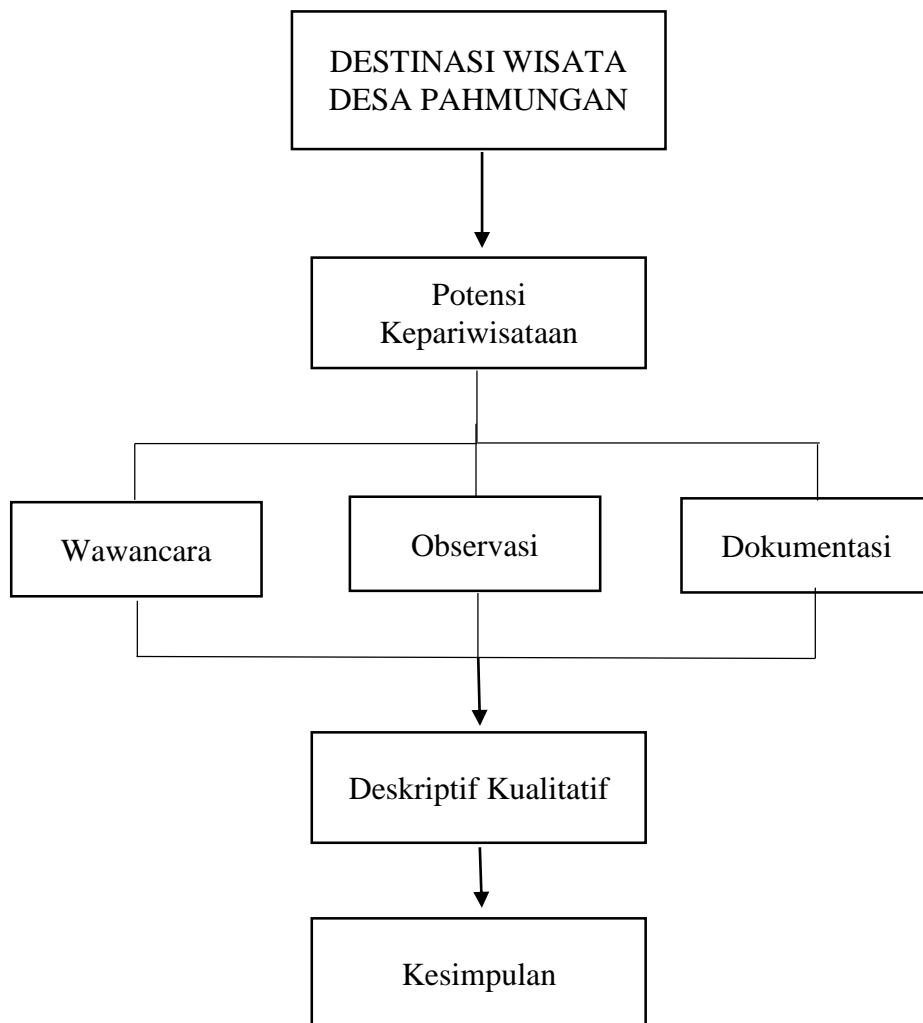 DESTINASI WISATA
DESA PAHMUNGAN
Potensi
Kepariwisataan
Wawancara
Observasi
Dokumentasi
Deskriptif Kualitatif
Kesimpulan